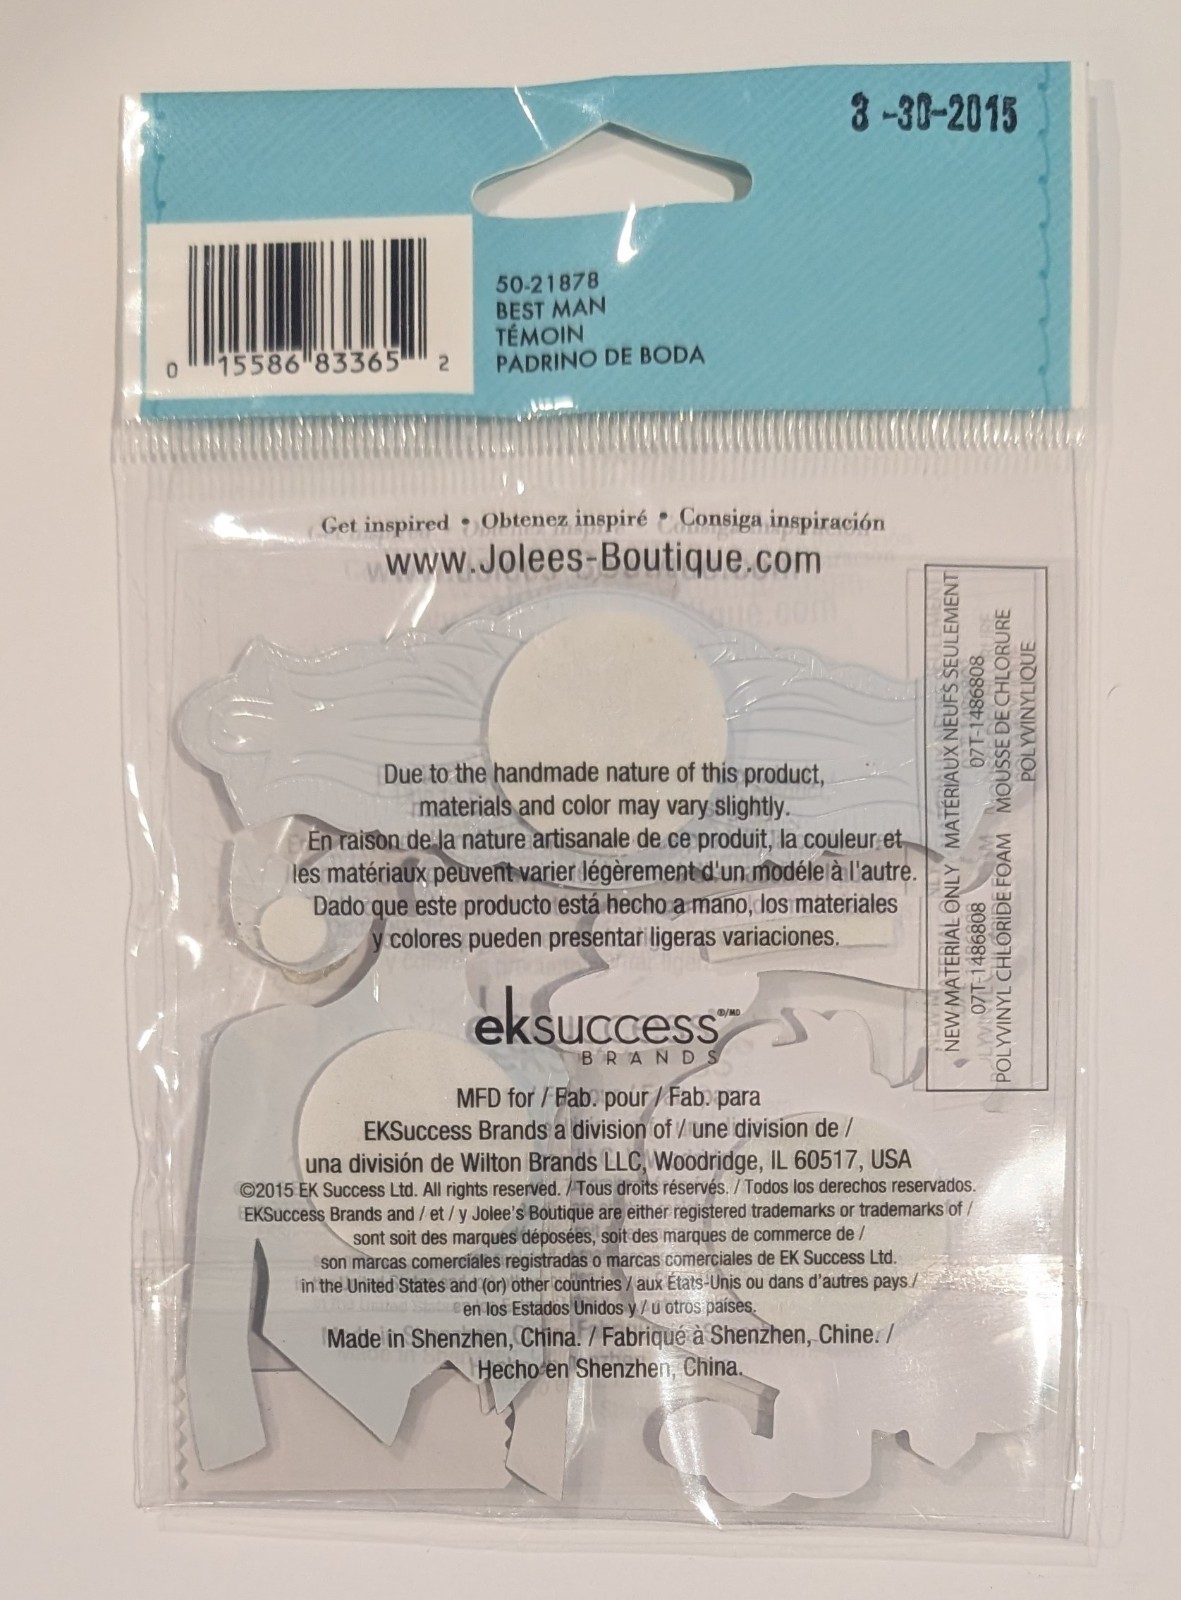 8-30-2015
0 15586 83365 2
50-21878
BEST MAN
TÉMOIN
PADRINO DE BODA
Get inspired • Obtenez inspiré • Consiga inspiración
www.Jolees-Boutique.com
Due to the handmade nature of this product,
materials and color may vary slightly.
En raison de la nature artisanale de ce produit, la couleur et
les matériaux peuvent varier légèrement d'un modéle à l'autre.
Dado que este producto está hecho a mano, los materiales
y colores pueden presentar ligeras variaciones.
eksuccess ®/MD
BRANDS
MFD for / Fab. pour / Fab. para
EKSuccess Brands a division of / une division de /
una división de Wilton Brands LLC, Woodridge, IL 60517, USA
©2015 EK Success Ltd. All rights reserved. / Tous droits réservés. / Todos los derechos reservados.
EKSuccess Brands and / et / y Jolee's Boutique are either registered trademarks or trademarks of /
sont soit des marques déposées, soit des marques de commerce de /
son marcas comerciales registradas o marcas comerciales de EK Success Ltd.
in the United States and (or) other countries / aux États-Unis ou dans d'autres pays /
en los Estados Unidos y / u otros países.
Made in Shenzhen, China. / Fabriqué à Shenzhen, Chine. /
Hecho en Shenzhen, China.
NEW MATERIAL ONLY MATÉRIAUX NEUFS SEULEMENT
07T-1486808 07T-1486808
POLYVINYL CHLORIDE FOAM MOUSSE DE CHLORURE
POLYVINYLIQUE